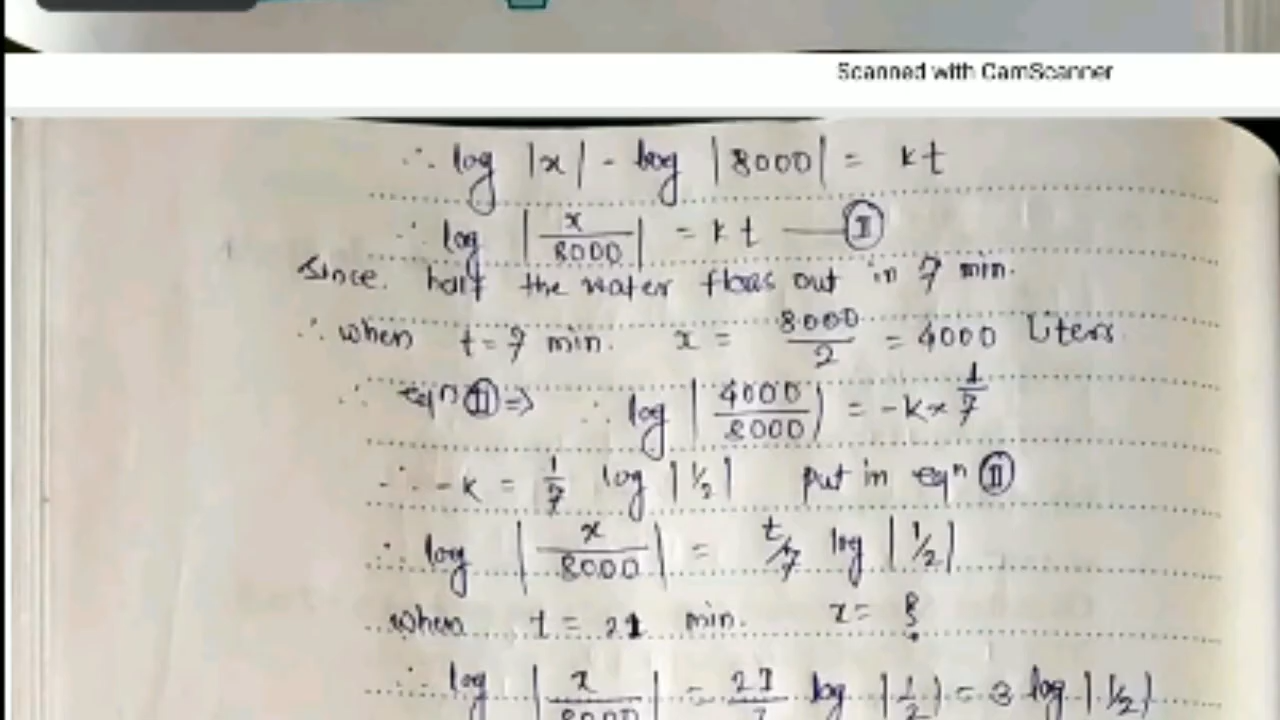 Scanned with CamScanner
∴ log |x| - log |8000| = kt
∴ log |x/8000| = kt — II
Since. half the water flows out in 7 min.
∴ when t = 7 min. x = 8000/2 = 4000 Liters.
∴ eqn II ⇒ ∴ log |4000/8000| = -k × 1/7
∴ -k = 1/7 log |1/2| put in eqn II
∴ log |x/8000| = t/7 log |1/2|
when t = 21 min. x = ?
∴ log |x/8000| = 21/7 log |1/2| = 3 log |1/2|